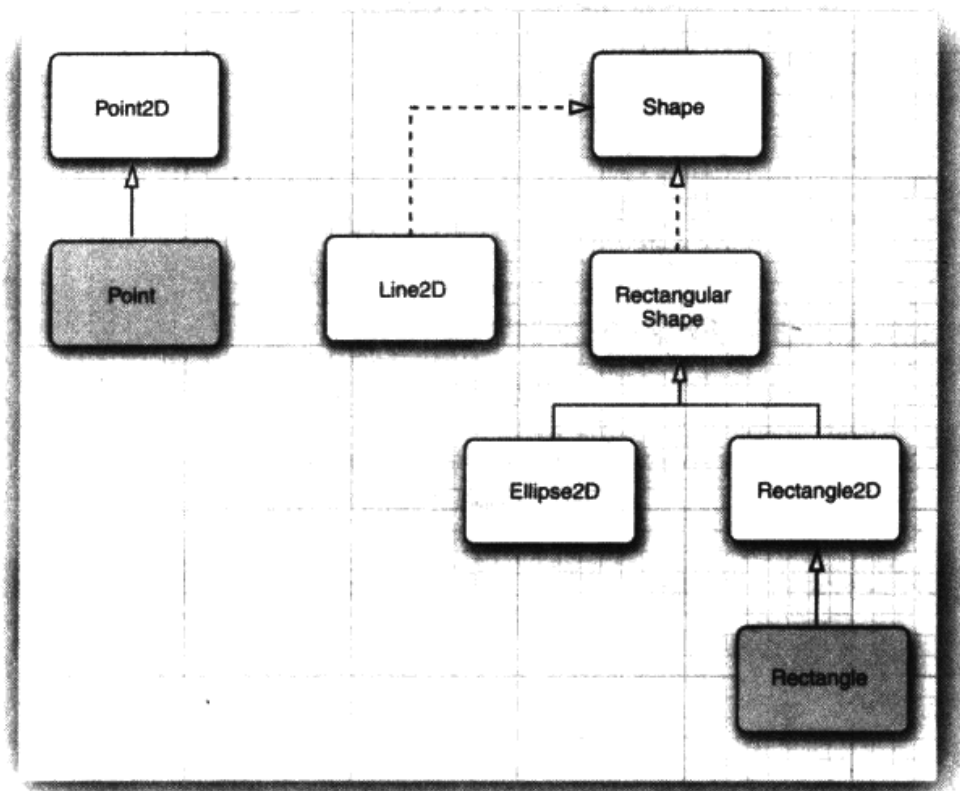 Point2D
Shape
Point
Line2D
Rectangular
Shape
Ellipse2D
Rectangle2D
Rectangle